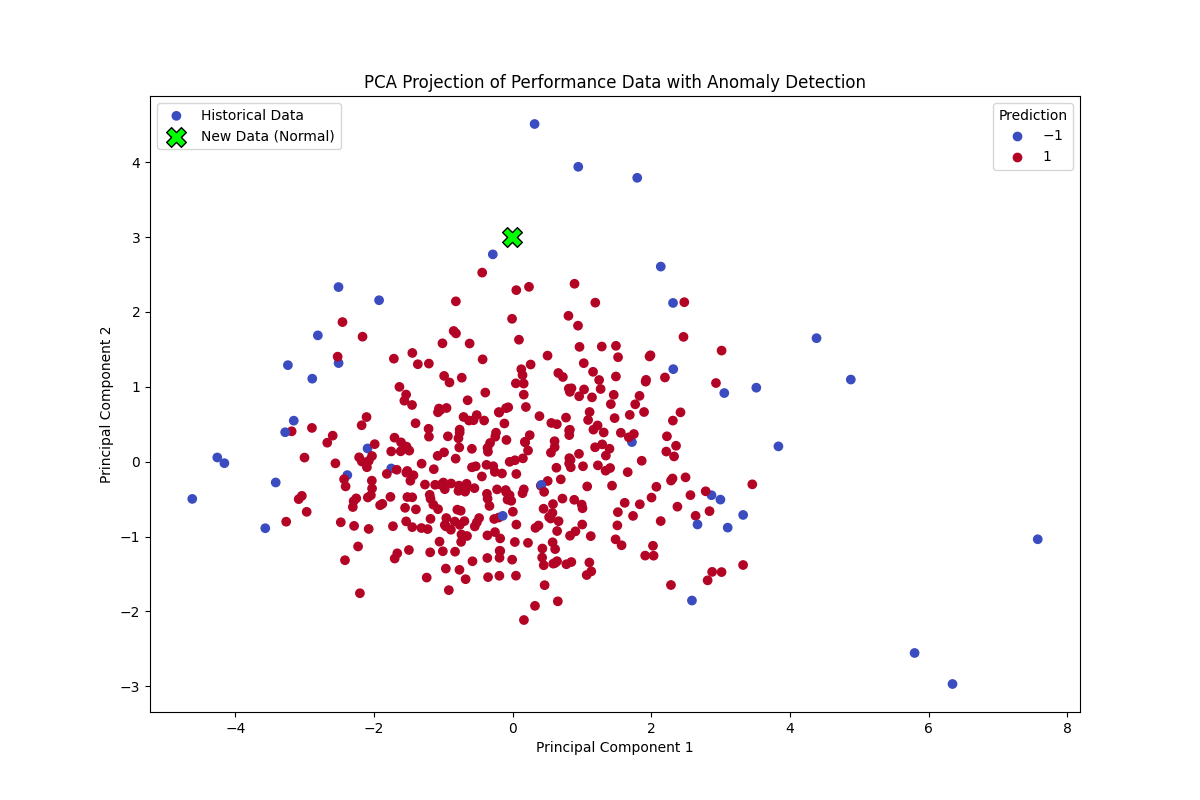 PCA Projection of Performance Data with Anomaly Detection
Historical Data
New Data (Normal)
Prediction
−1
1
4
3
2
1
0
−1
−2
−3
Principal Component 2
−4
−2
0
2
4
6
8
Principal Component 1